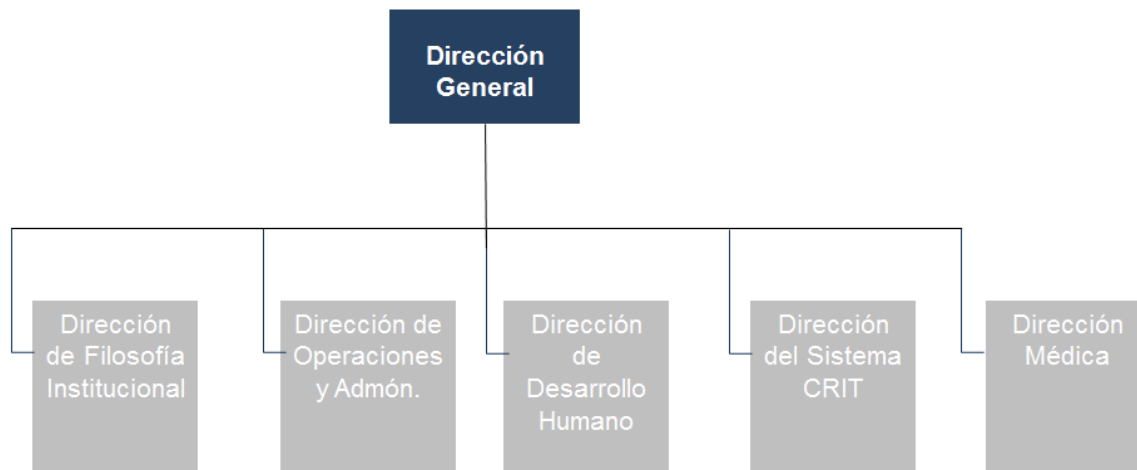 Dirección
General
Dirección
de Filosofía
Institucional
Dirección de
Operaciones
y Admón.
Dirección
de
Desarrollo
Humano
Dirección
del Sistema
CRIT
Dirección
Médica